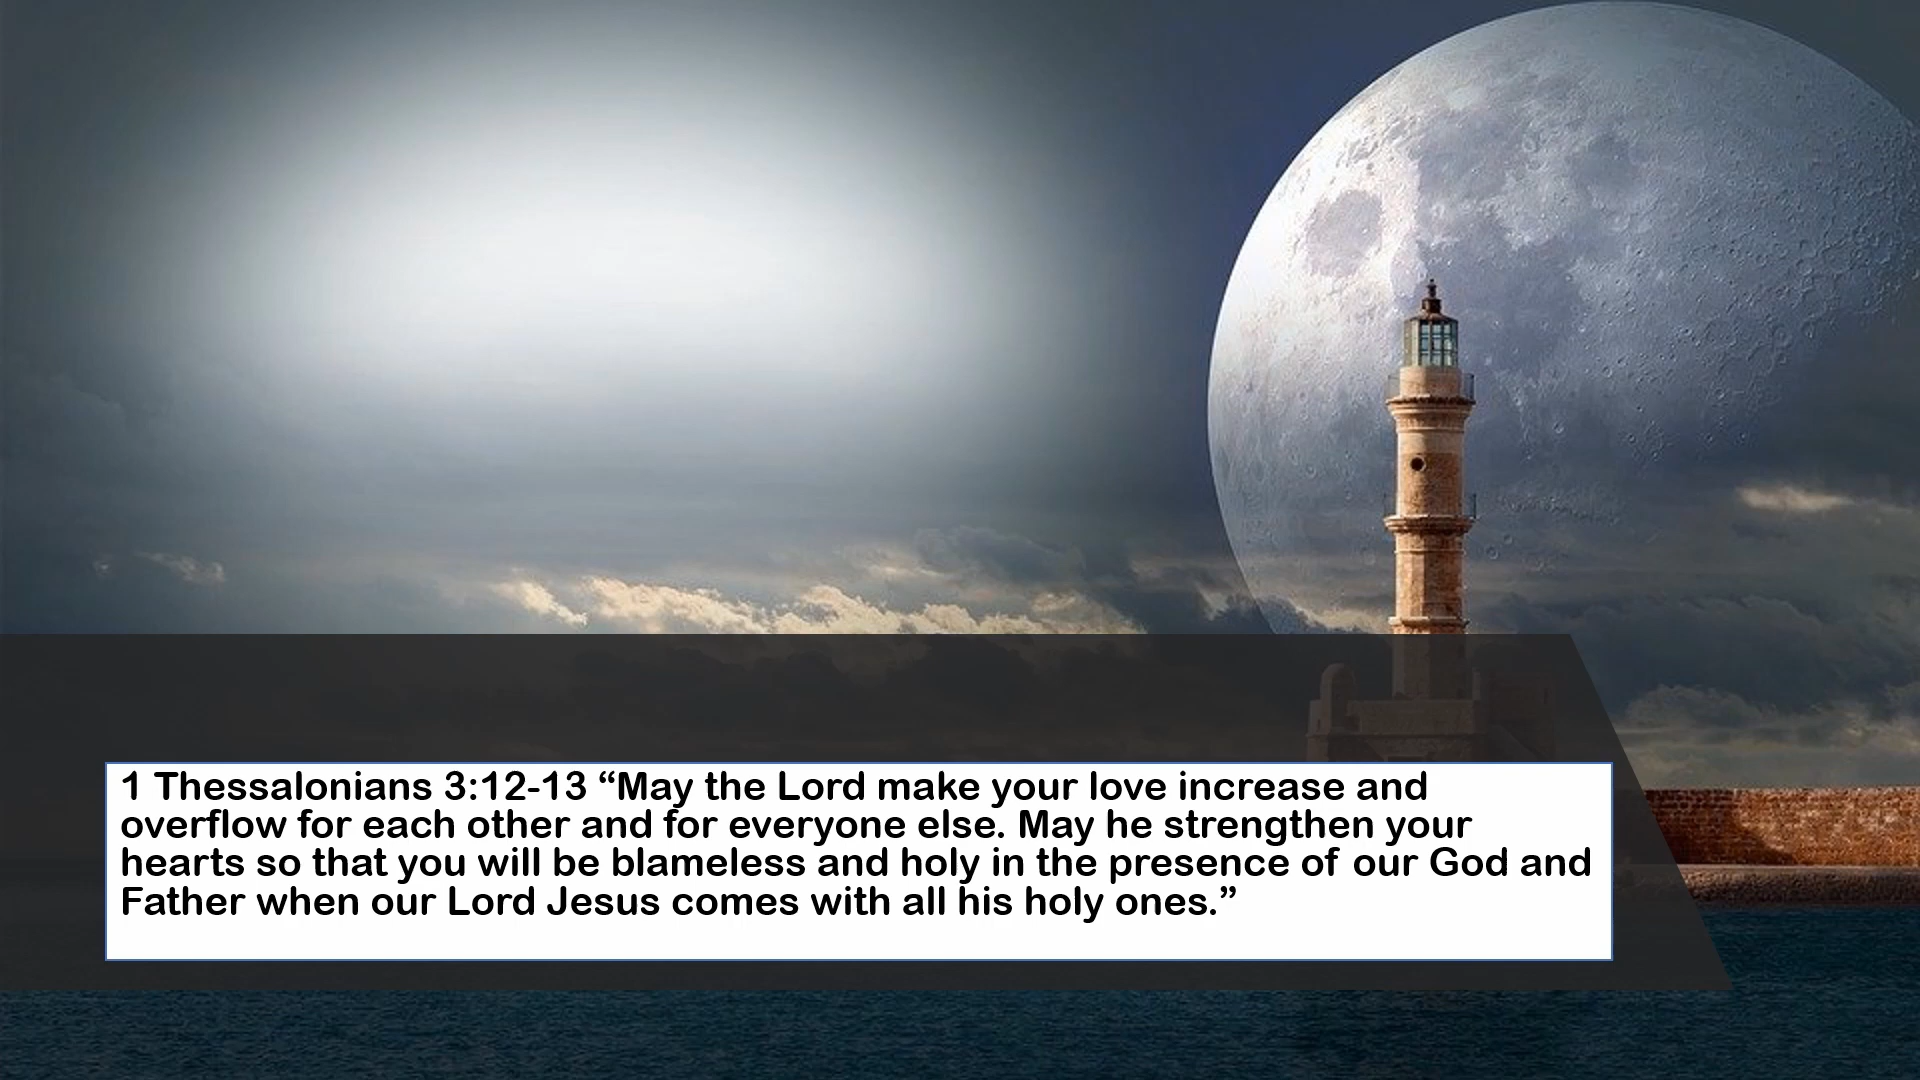 1 Thessalonians 3:12-13 “May the Lord make your love increase and
overflow for each other and for everyone else. May he strengthen your
hearts so that you will be blameless and holy in the presence of our God and
Father when our Lord Jesus comes with all his holy ones.”